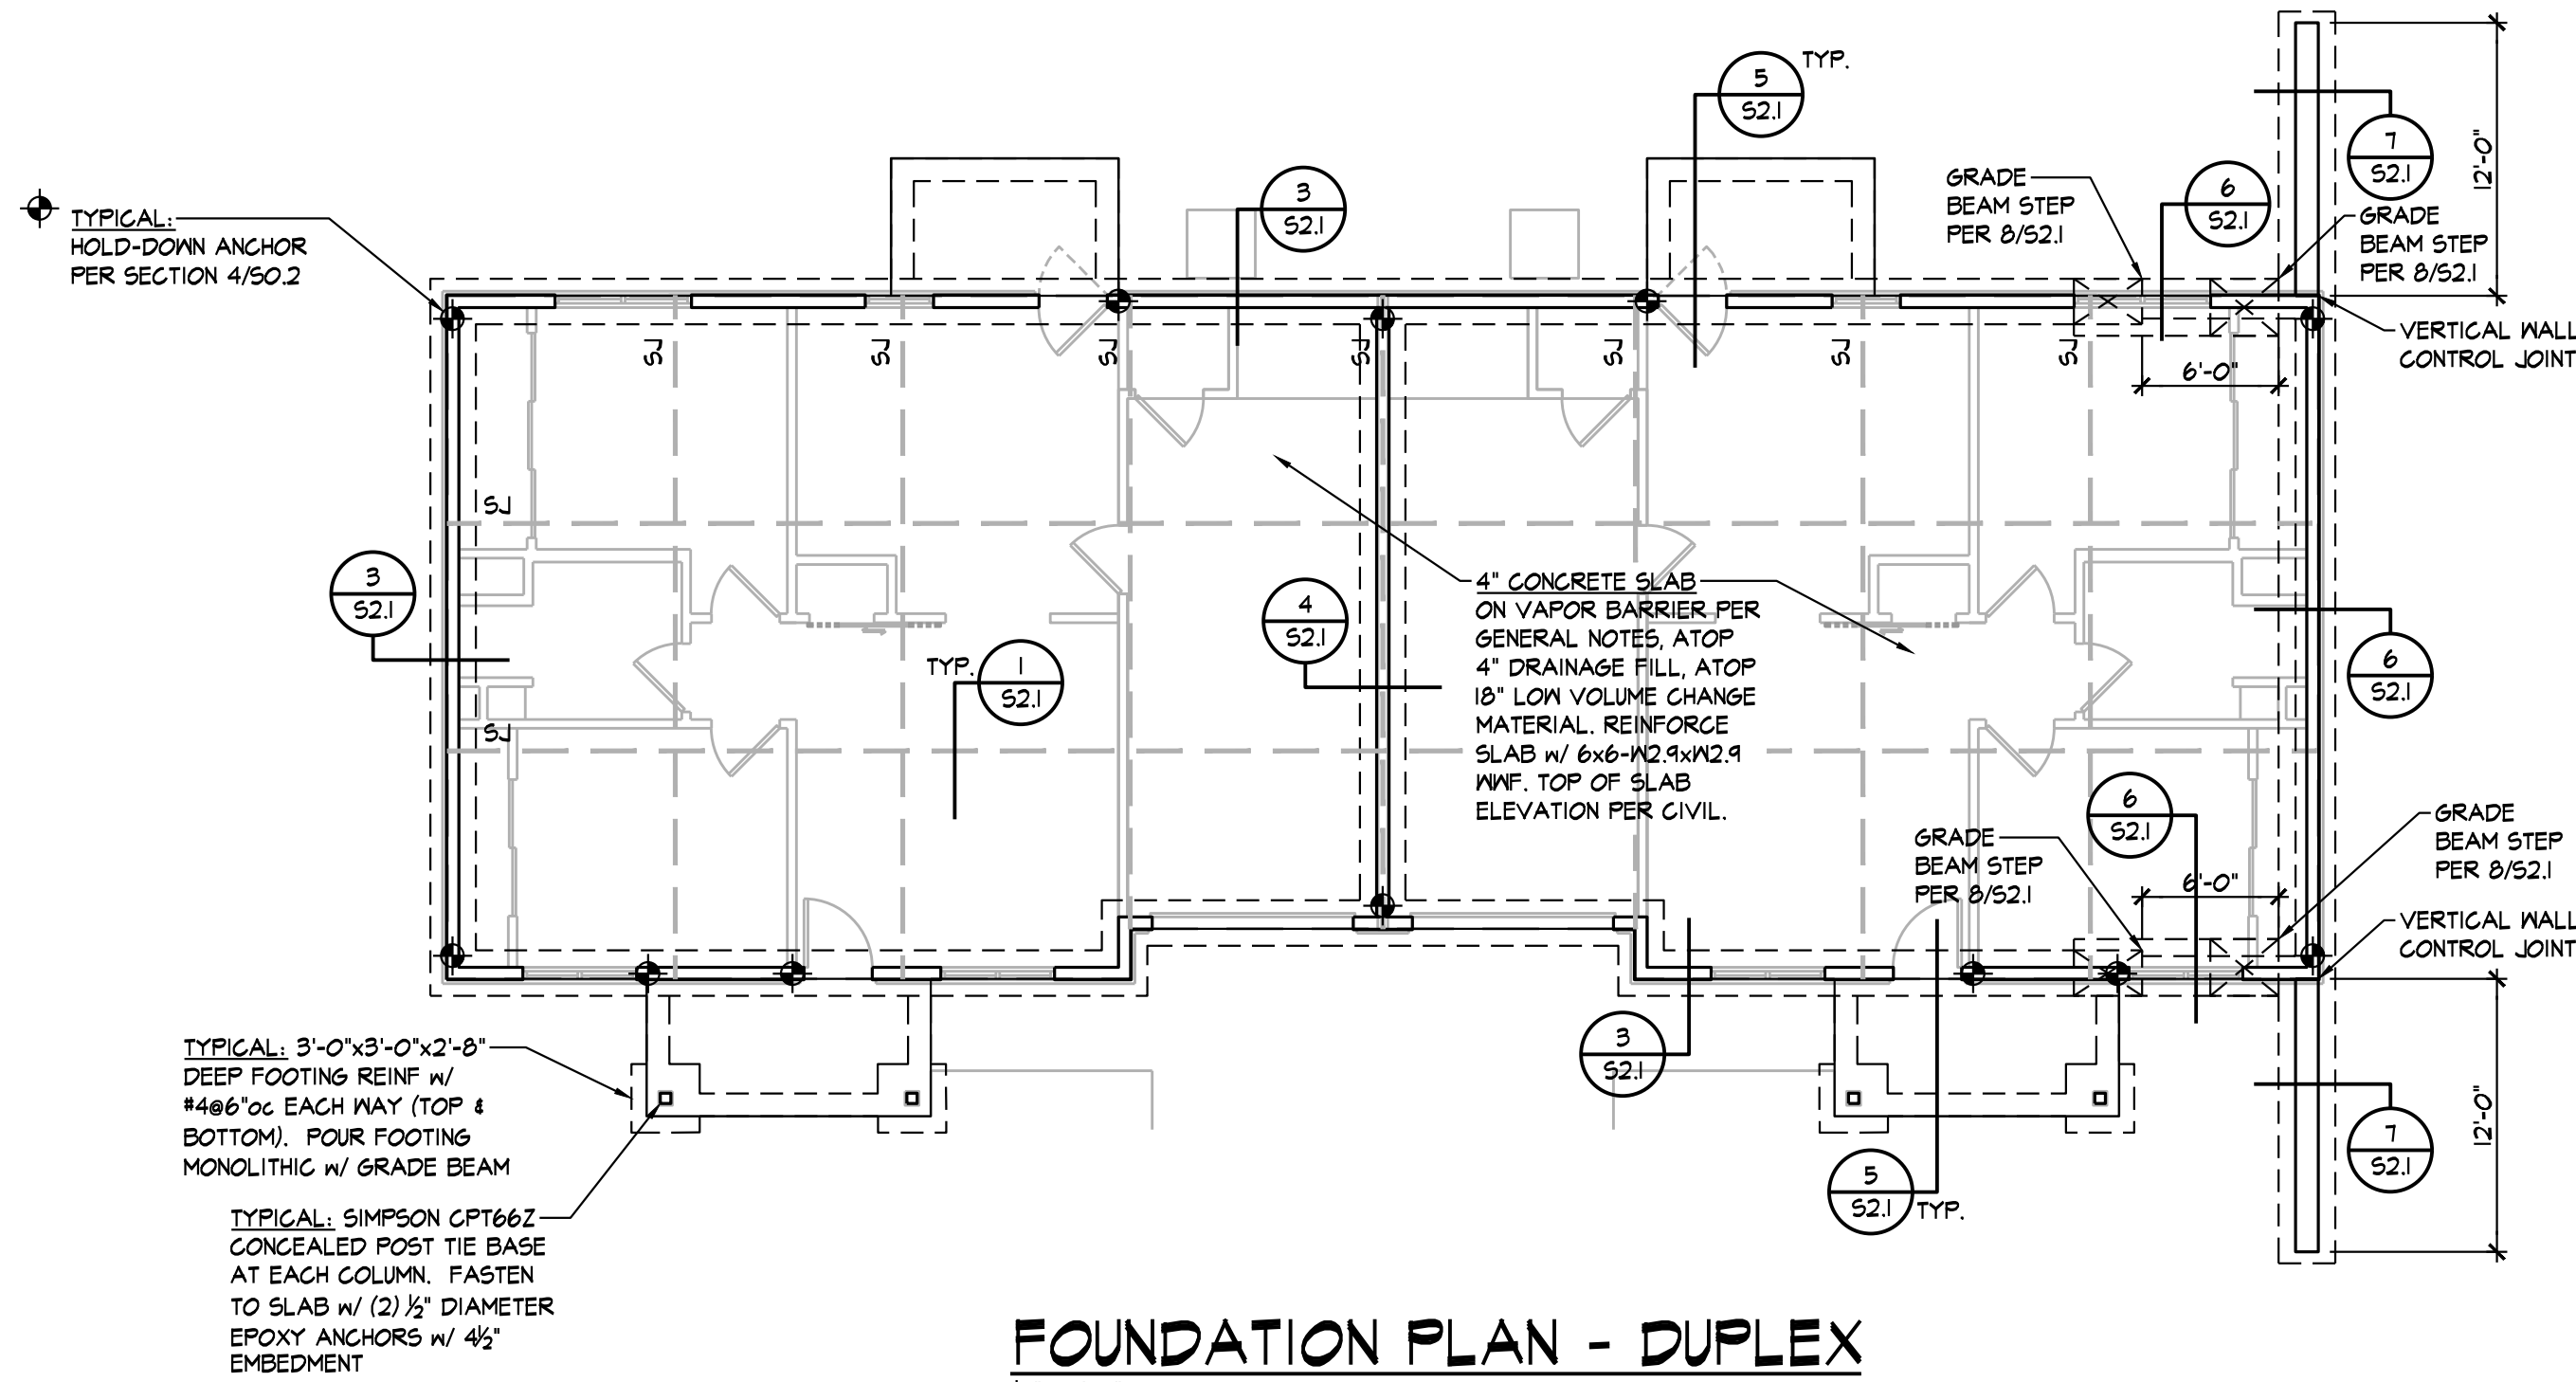 TYPICAL:
HOLD-DOWN ANCHOR
PER SECTION 4/S0.2
3
S2.1
5
S2.1
TYP.
GRADE
BEAM STEP
PER 8/S2.1
6
S2.1
7
S2.1
12'-0"
GRADE
BEAM STEP
PER 8/S2.1
VERTICAL WALL
CONTROL JOINT
6'-0"
SJ
SJ
SJ
SJ
SJ
SJ
SJ
SJ
SJ
3
S2.1
TYP.
1
S2.1
4
S2.1
4" CONCRETE SLAB
ON VAPOR BARRIER PER
GENERAL NOTES, ATOP
4" DRAINAGE FILL, ATOP
18" LOW VOLUME CHANGE
MATERIAL. REINFORCE
SLAB w/ 6x6-W2.9xW2.9
WWF. TOP OF SLAB
ELEVATION PER CIVIL.
6
S2.1
6
S2.1
GRADE
BEAM STEP
PER 8/S2.1
6'-0"
GRADE
BEAM STEP
PER 8/S2.1
VERTICAL WALL
CONTROL JOINT
3
S2.1
5
S2.1
TYP.
7
S2.1
12'-0"
TYPICAL: 3'-0"x3'-0"x2'-8"
DEEP FOOTING REINF w/
#4@6"oc EACH WAY (TOP &
BOTTOM). POUR FOOTING
MONOLITHIC w/ GRADE BEAM
TYPICAL: SIMPSON CPT66Z
CONCEALED POST TIE BASE
AT EACH COLUMN. FASTEN
TO SLAB w/ (2) ½" DIAMETER
EPOXY ANCHORS w/ 4½"
EMBEDMENT
FOUNDATION PLAN - DUPLEX